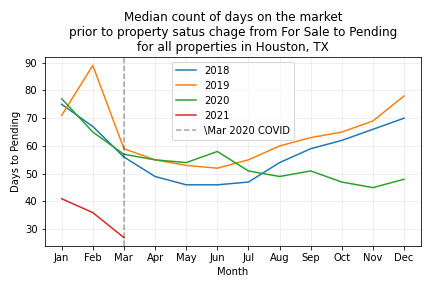 Median count of days on the market
prior to property satus chage from For Sale to Pending
for all properties in Houston, TX
90
80
70
60
50
40
30
Days to Pending
2018
2019
2020
2021
\Mar 2020 COVID
Jan Feb Mar Apr May Jun Jul Aug Sep Oct Nov Dec
Month